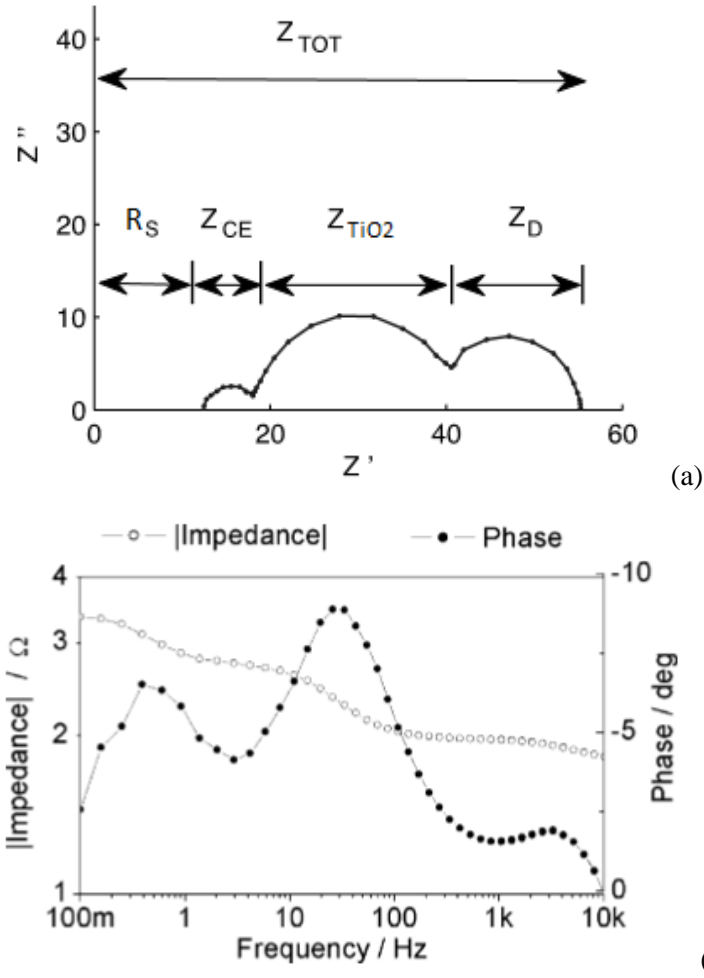 Z_TOT
40
30
Z"
R_S Z_CE Z_TiO2 Z_D
20
10
0
0 20 40 60
Z'
(a)
|Impedance| Phase
4 -10
3
|Impedance| / Ω
2 -5
Phase / deg
1 0
100m 1 10 100 1k 10k
Frequency / Hz
(